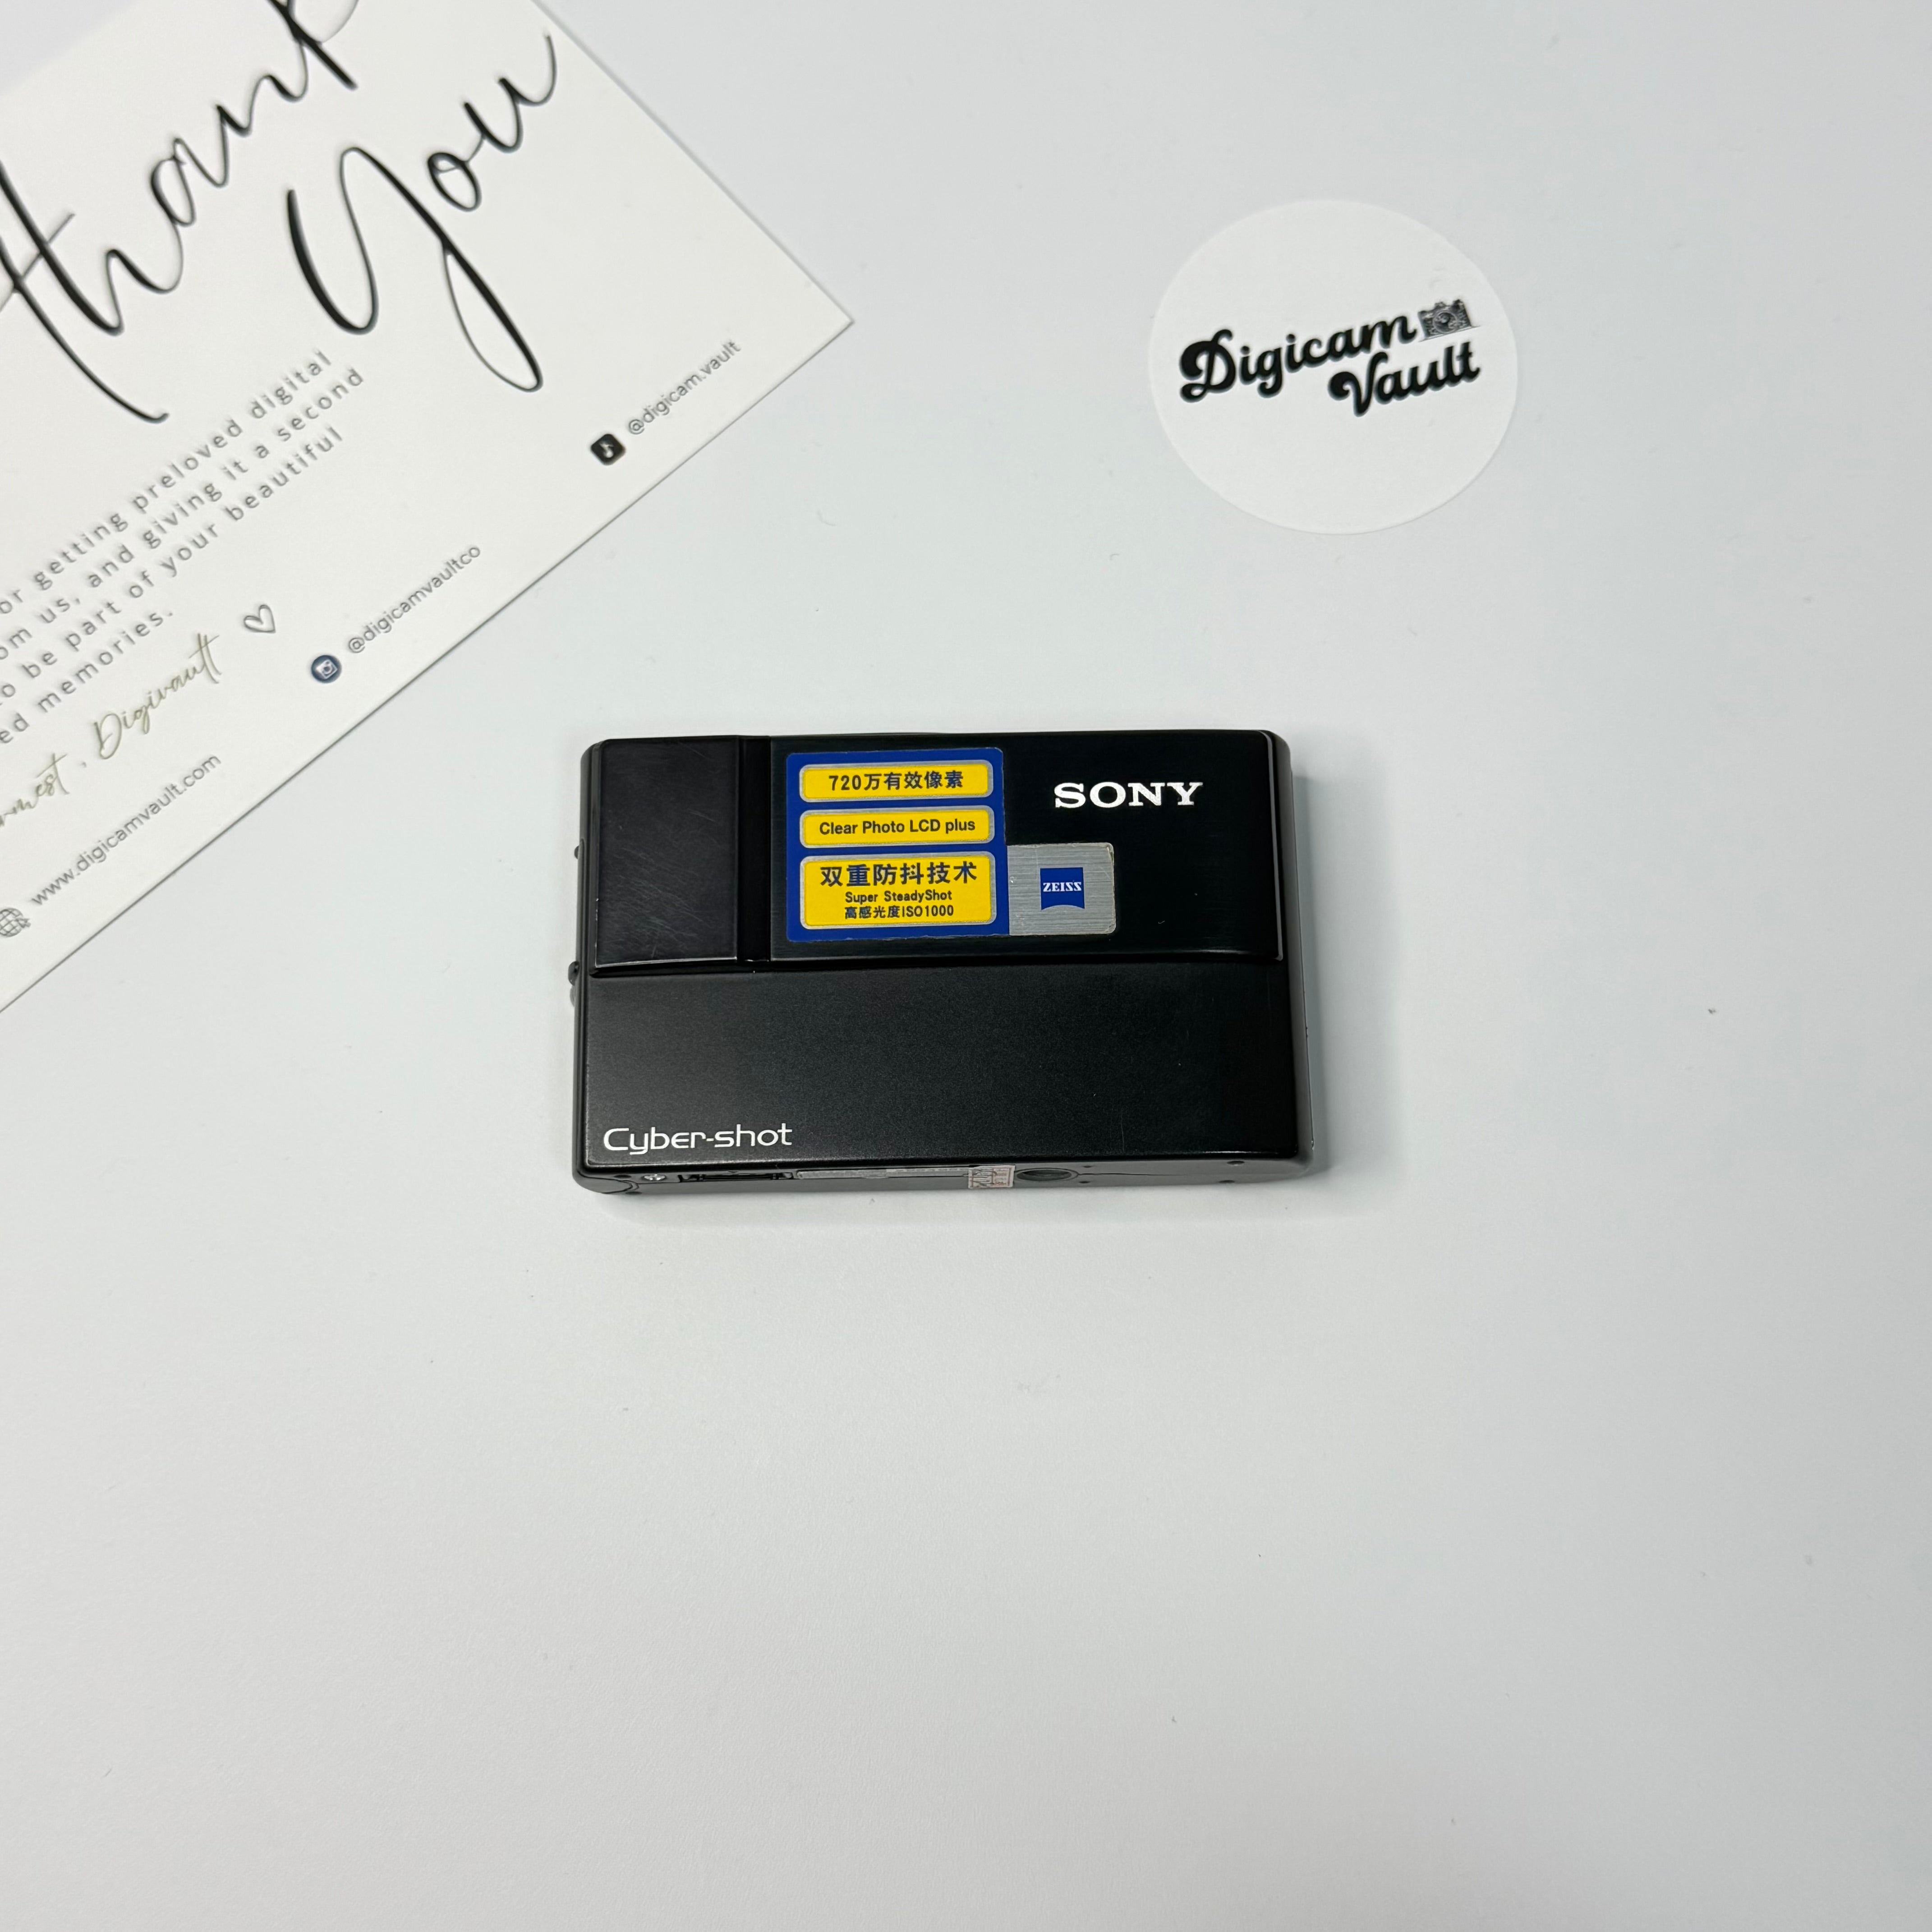 thank
you
or getting preloved digital
om us, and giving it a second
o be part of your beautiful
ed memories.
Digivault
@digicam.vault
@digicamvaultco
www.digicamvault.com
Digicam
Vault
720万有效像素
Clear Photo LCD plus
双重防抖技术
Super SteadyShot
高感光度ISO1000
SONY
ZEISS
Cyber-shot